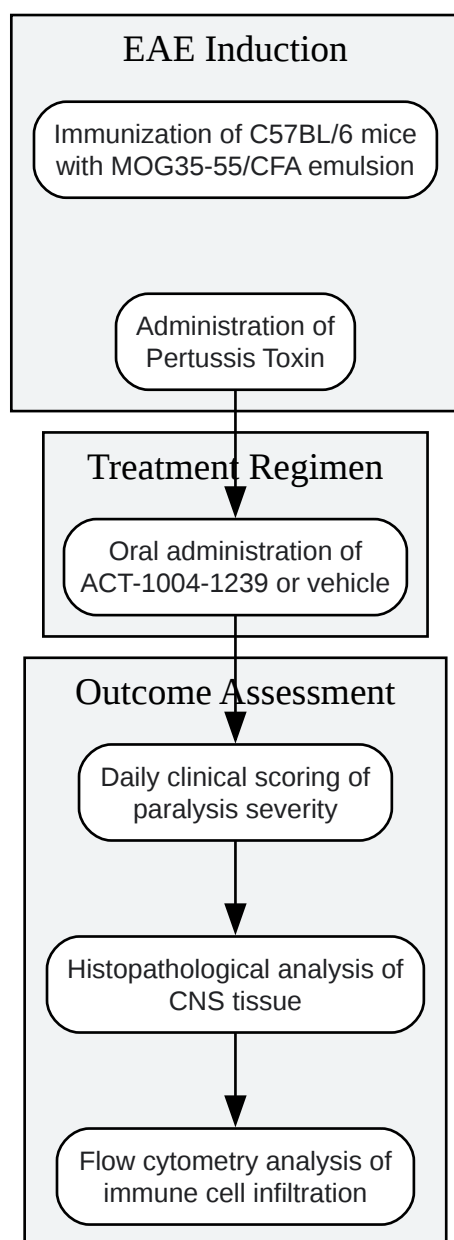 EAE Induction
Immunization of C57BL/6 mice
with MOG35-55/CFA emulsion
Administration of
Pertussis Toxin
Treatment Regimen
Oral administration of
ACT-1004-1239 or vehicle
Outcome Assessment
Daily clinical scoring of
paralysis severity
Histopathological analysis of
CNS tissue
Flow cytometry analysis of
immune cell infiltration